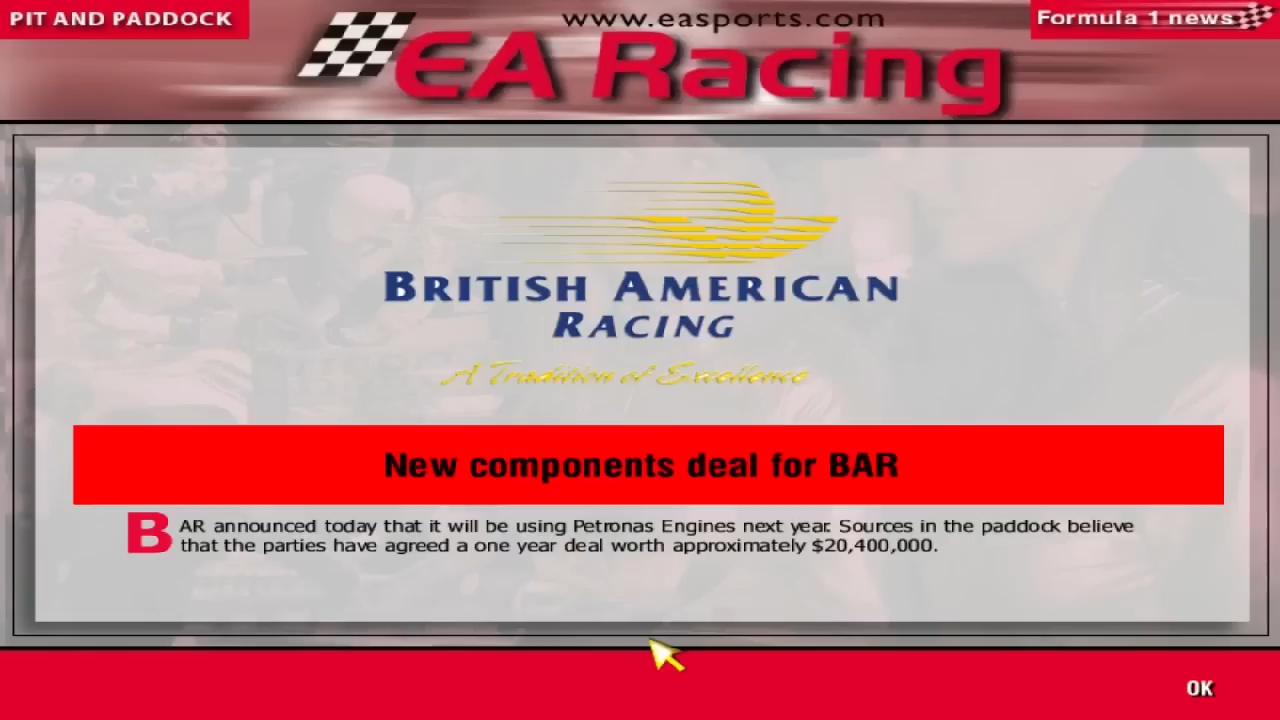 PIT AND PADDOCK
www.easports.com
Formula 1 news
EA Racing
BRITISH AMERICAN
RACING
A Tradition of Excellence
New components deal for BAR
BAR announced today that it will be using Petronas Engines next year. Sources in the paddock believe
that the parties have agreed a one year deal worth approximately $20,400,000.
OK